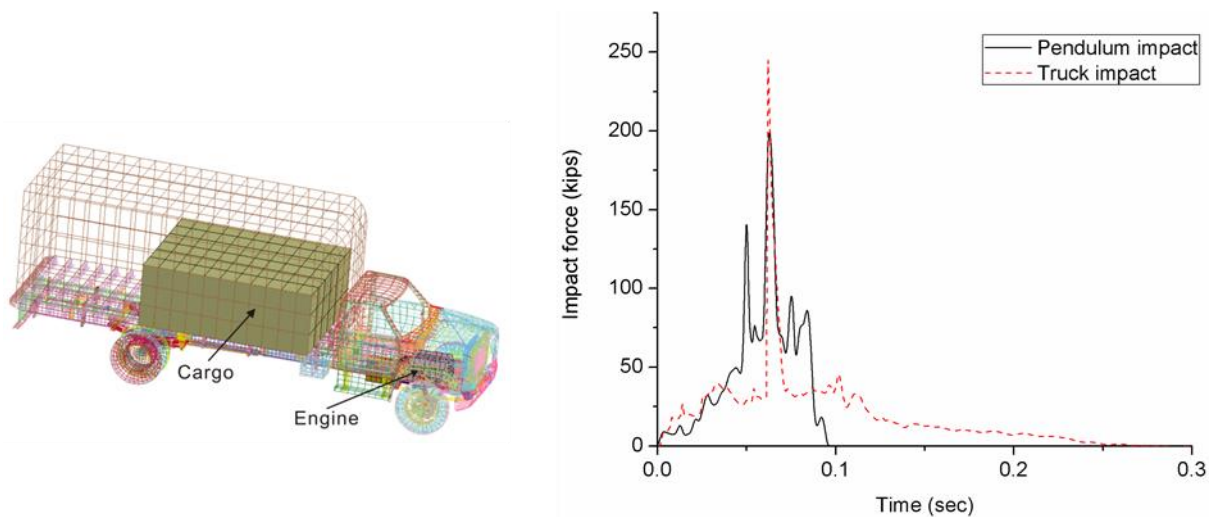 Cargo
Engine
Pendulum impact
Truck impact
Impact force (kips)
250
200
150
100
50
0
0.0
0.1
0.2
0.3
Time (sec)